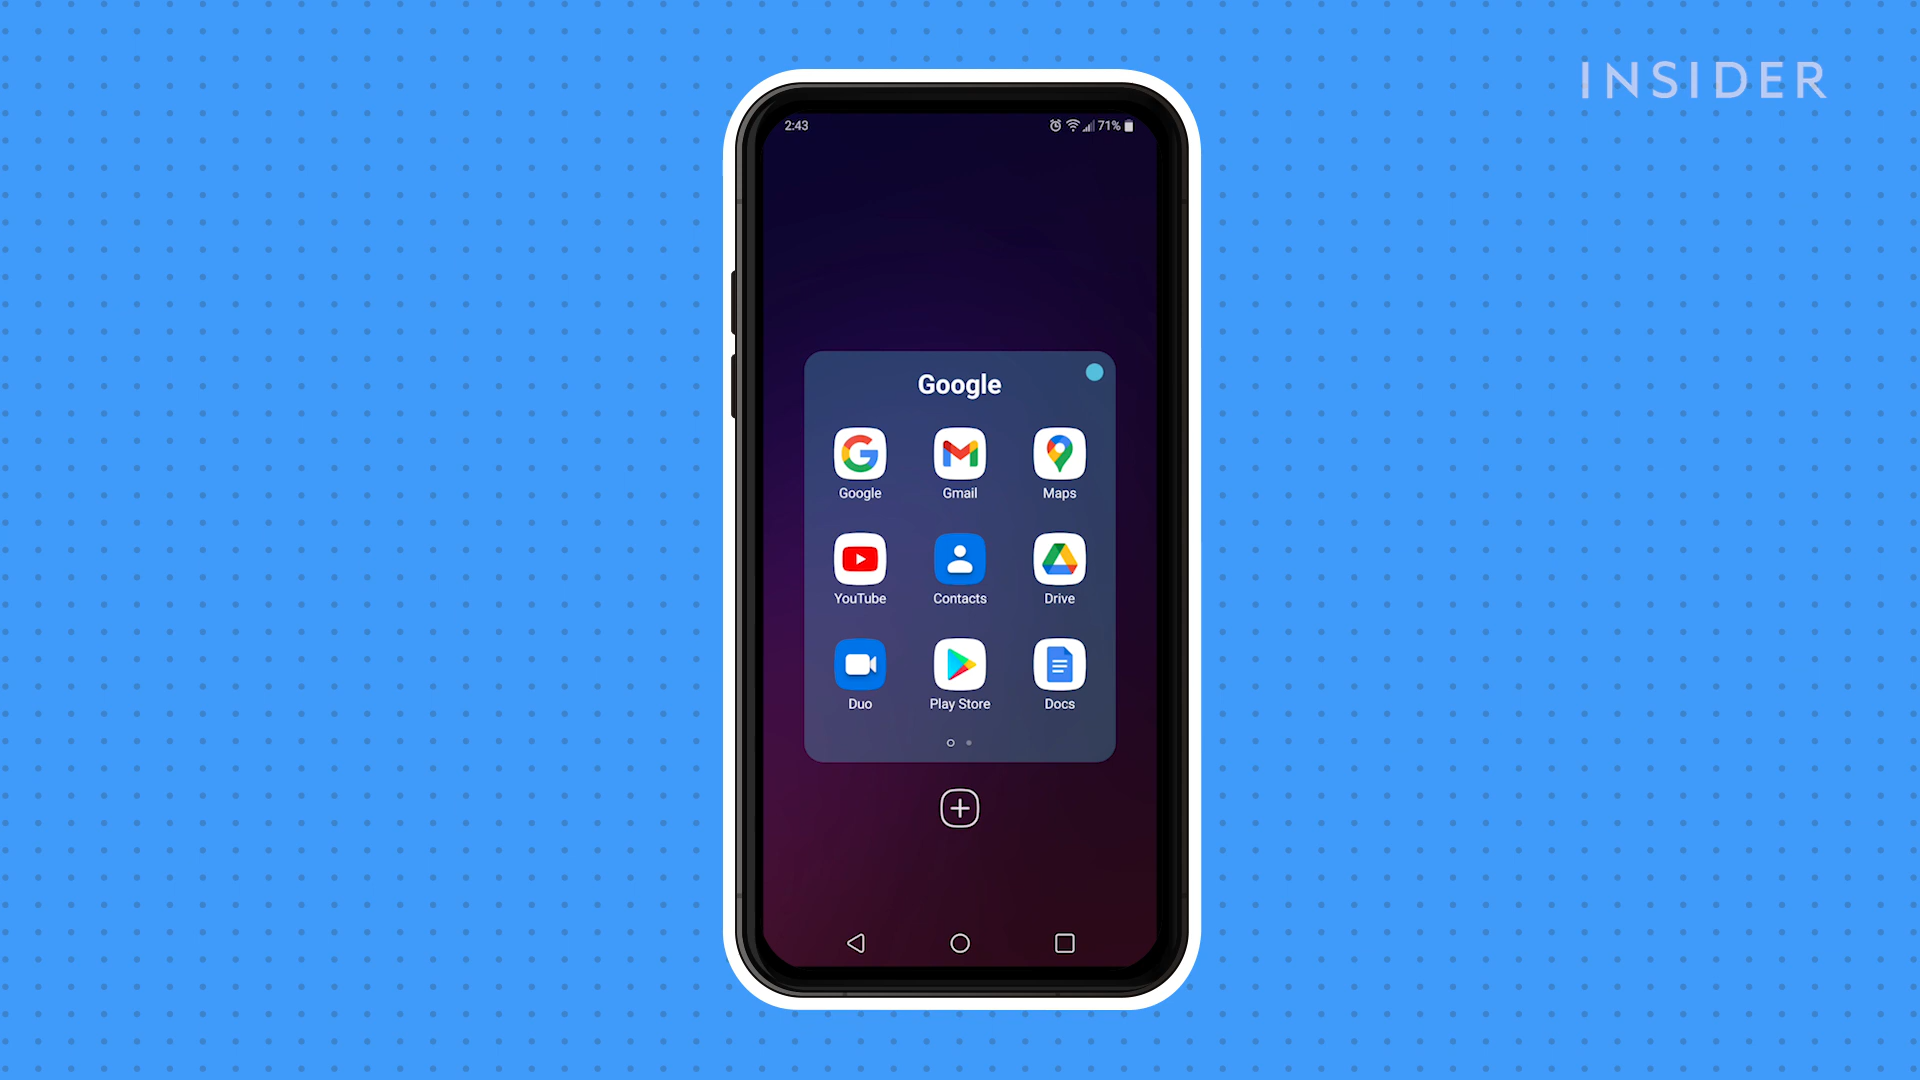 INSIDER
2:43
71%
Google
Google Gmail Maps
YouTube Contacts Drive
Duo Play Store Docs